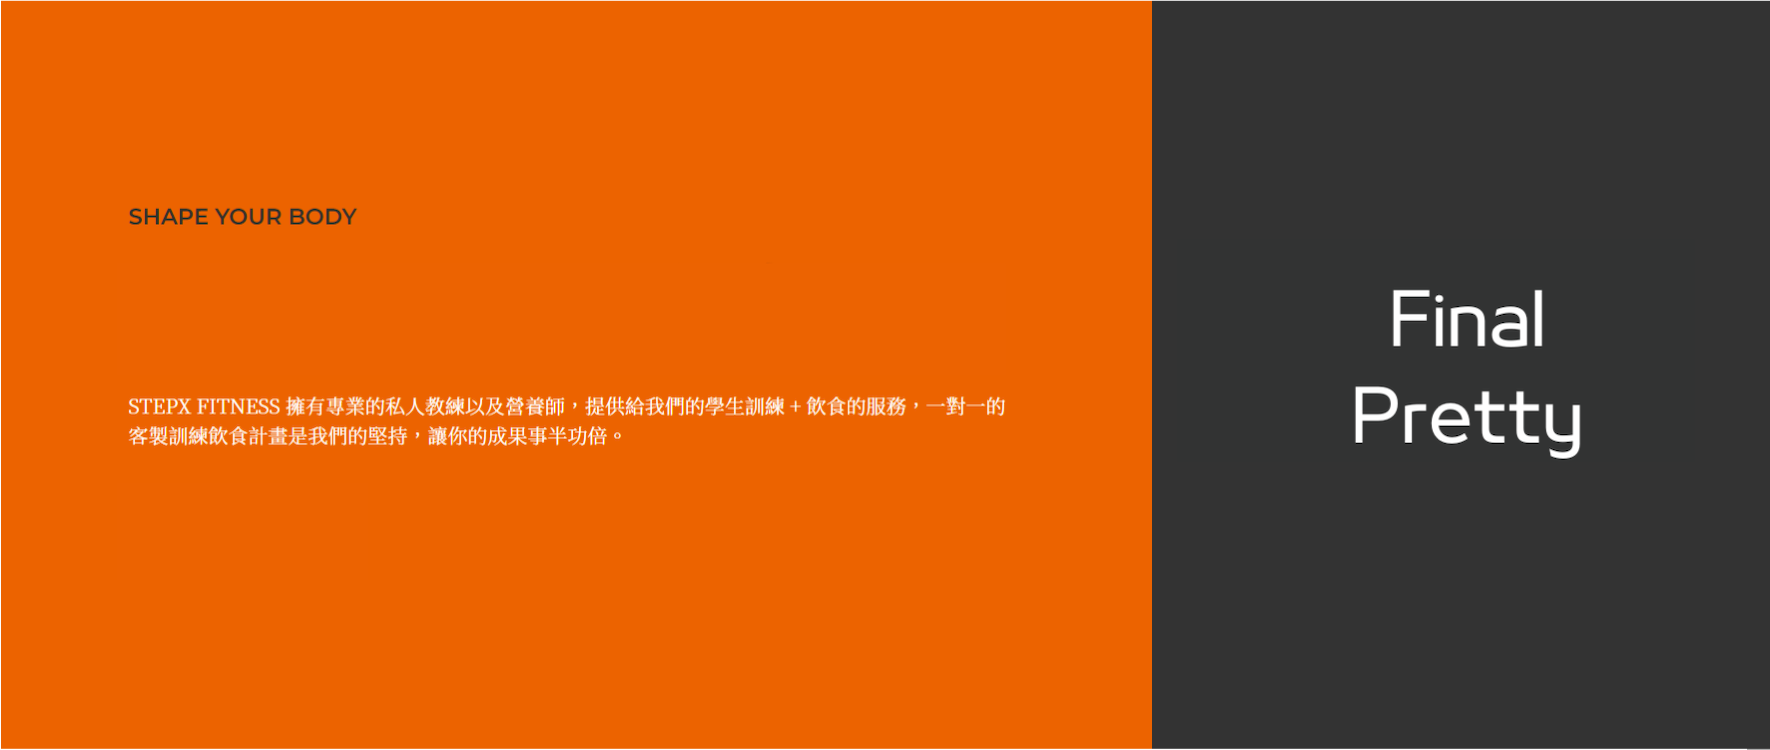 SHAPE YOUR BODY
STEPX FITNESS 擁有專業的私人教練以及營養師，提供給我們的學生訓練 + 飲食的服務，一對一的
客製訓練飲食計畫是我們的堅持，讓你的成果事半功倍。
Final
Pretty